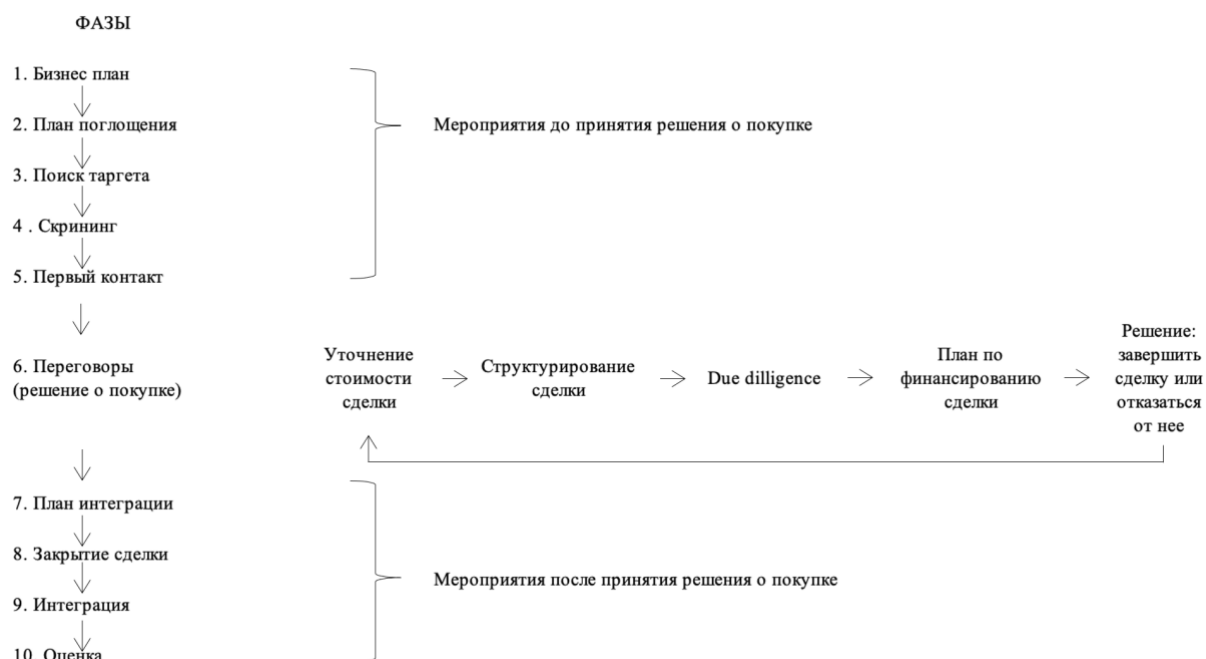 ФАЗЫ
1. Бизнес план
2. План поглощения
Мероприятия до принятия решения о покупке
3. Поиск таргета
4 . Скрининг
5. Первый контакт
6. Переговоры
(решение о покупке)
Уточнение
стоимости
сделки
Структурирование
сделки
Due dilligence
План по
финансированию
сделки
Решение:
завершить
сделку или
отказаться
от нее
7. План интеграции
8. Закрытие сделки
Мероприятия после принятия решения о покупке
9. Интеграция
10. Оценка